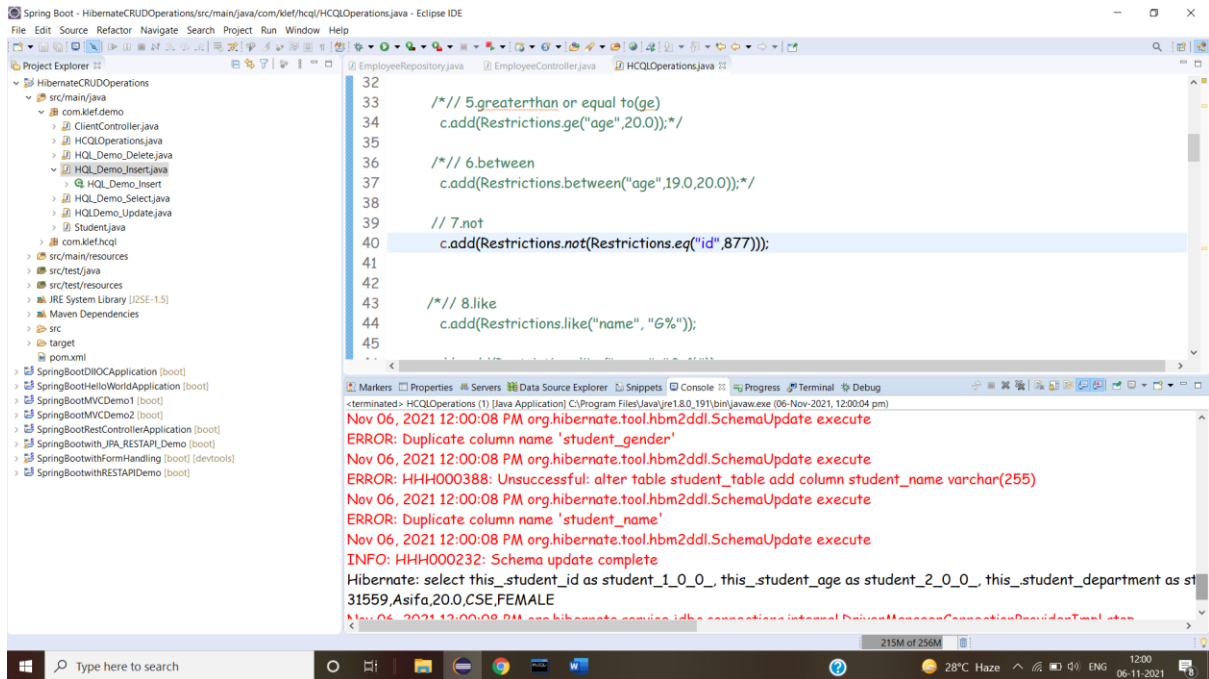 Spring Boot - HibernateCRUDOperations/src/main/java/com/klef/hcql/HCQLOperations.java - Eclipse IDE
File Edit Source Refactor Navigate Search Project Run Window Help
Project Explorer
EmployeeRepository.java EmployeeController.java HCQLOperations.java
HibernateCRUDOperations
src/main/java
com.klef.demo
ClientController.java
HCQLOperations.java
HQL_Demo_Delete.java
HQL_Demo_Insert.java
HQL_Demo_Insert
HQL_Demo_Select.java
HQLDemo_Update.java
Student.java
com.klef.hcql
src/main/resources
src/test/java
src/test/resources
JRE System Library [J2SE-1.5]
Maven Dependencies
src
target
pom.xml
SpringBootDIIOCApplication [boot]
SpringBootHelloWorldApplication [boot]
SpringBootMVCDemo1 [boot]
SpringBootMVCDemo2 [boot]
SpringBootRestControllerApplication [boot]
SpringBootwith_JPA_RESTAPI_Demo [boot]
SpringBootwithFormHandling [boot] [devtools]
SpringBootwithRESTAPIDemo [boot]
32
33 /*// 5.greaterthan or equal to(ge)
34 c.add(Restrictions.ge("age",20.0));*/
35
36 /*// 6.between
37 c.add(Restrictions.between("age",19.0,20.0));*/
38
39 // 7.not
40 c.add(Restrictions.not(Restrictions.eq("id",877)));
41
42
43 /*// 8.like
44 c.add(Restrictions.like("name", "G%"));
45
Markers Properties Servers Data Source Explorer Snippets Console Progress Terminal Debug
<terminated> HCQLOperations (1) [Java Application] C:\Program Files\Java\jre1.8.0_191\bin\javaw.exe (06-Nov-2021, 12:00:04 pm)
Nov 06, 2021 12:00:08 PM org.hibernate.tool.hbm2ddl.SchemaUpdate execute
ERROR: Duplicate column name 'student_gender'
Nov 06, 2021 12:00:08 PM org.hibernate.tool.hbm2ddl.SchemaUpdate execute
ERROR: HHH000388: Unsuccessful: alter table student_table add column student_name varchar(255)
Nov 06, 2021 12:00:08 PM org.hibernate.tool.hbm2ddl.SchemaUpdate execute
ERROR: Duplicate column name 'student_name'
Nov 06, 2021 12:00:08 PM org.hibernate.tool.hbm2ddl.SchemaUpdate execute
INFO: HHH000232: Schema update complete
Hibernate: select this_.student_id as student_1_0_0_, this_.student_age as student_2_0_0_, this_.student_department as st
31559,Asifa,20.0,CSE,FEMALE
Nov 06, 2021 12:00:08 PM org.hibernate.service.jdbc.connections.internal.DriverManagerConnectionProviderImpl stop
215M of 256M
Type here to search
28°C Haze ENG 12:00
06-11-2021